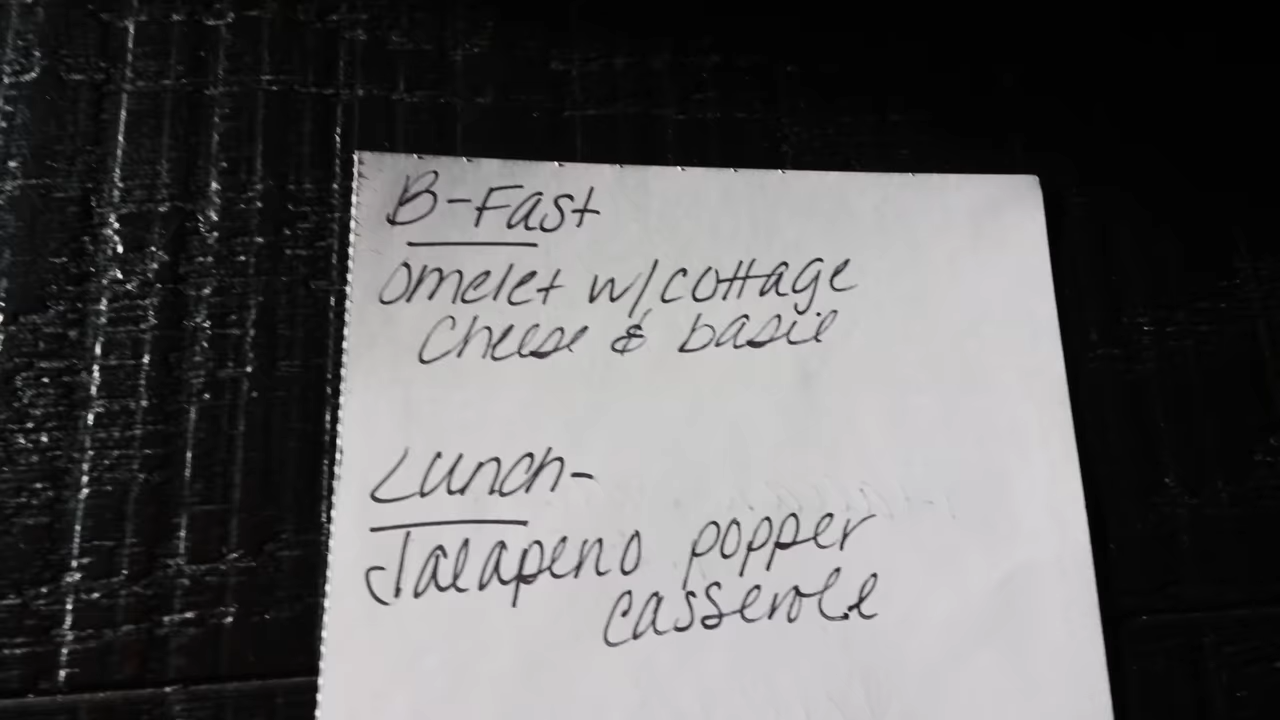 B-Fast
Omelet w/cottage
Cheese & basil
Lunch-
Jalapeno popper
casserole